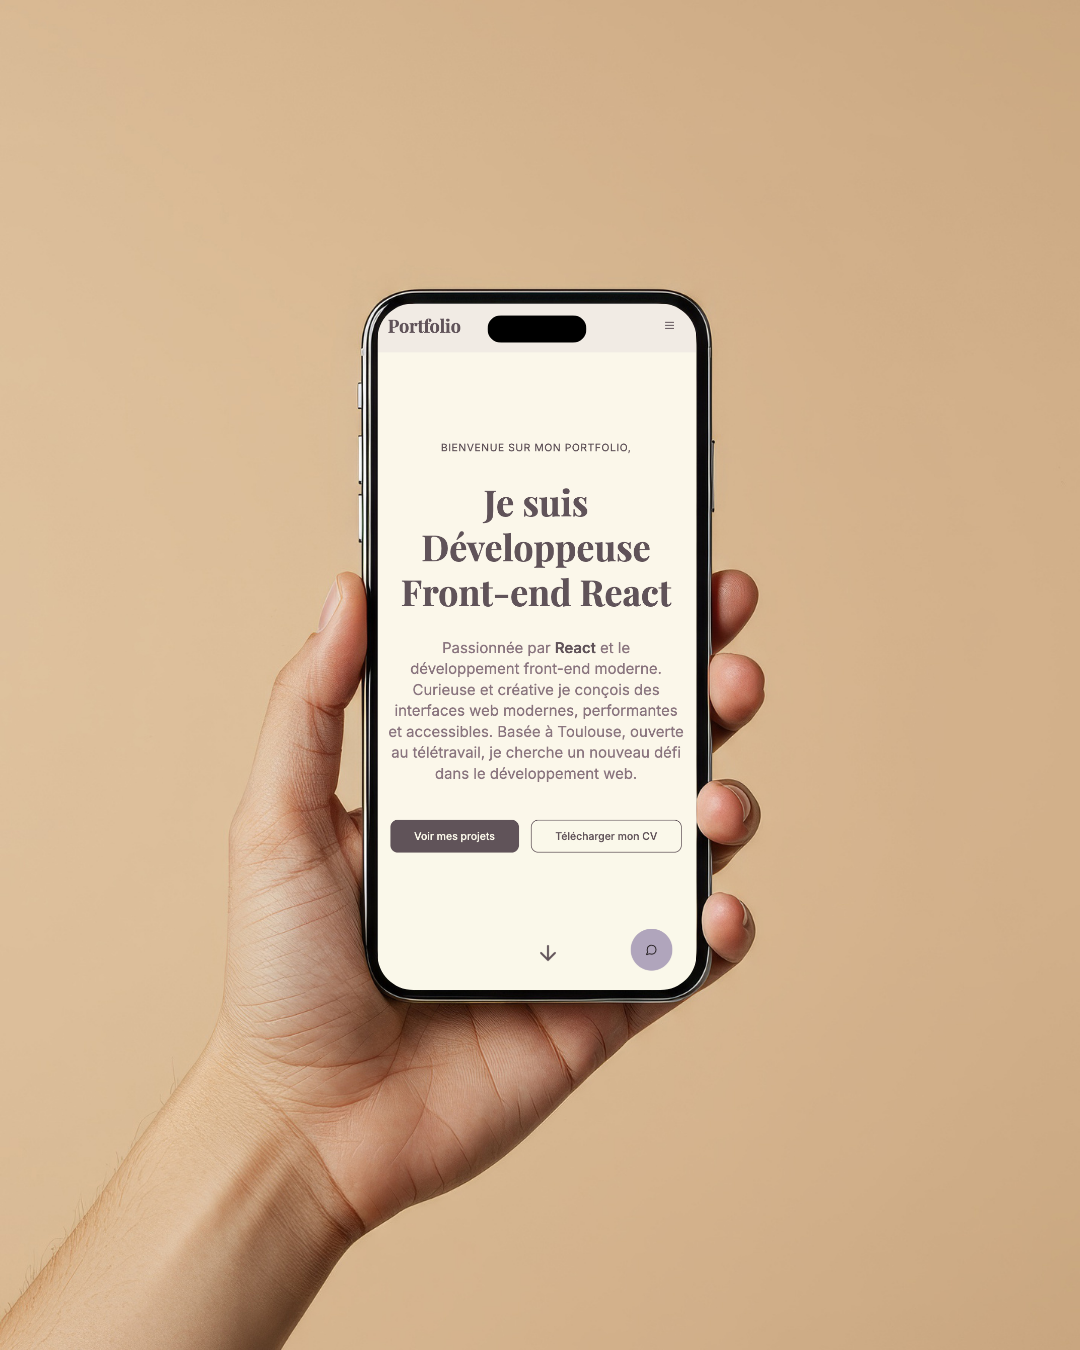 Portfolio
BIENVENUE SUR MON PORTFOLIO,
Je suis
Développeuse
Front-end React
Passionnée par React et le
développement front-end moderne.
Curieuse et créative je conçois des
interfaces web modernes, performantes
et accessibles. Basée à Toulouse, ouverte
au télétravail, je cherche un nouveau défi
dans le développement web.
Voir mes projets
Télécharger mon CV